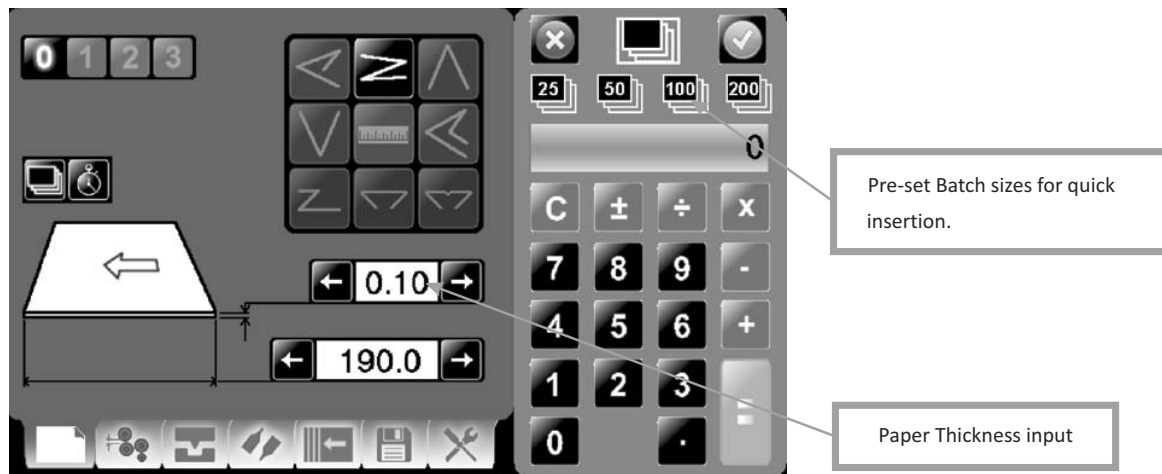 0 1 2 3
25 50 100 200
0
C ± ÷ x
7 8 9 -
0.10
4 5 6 +
190.0
1 2 3 =
0 .
Pre-set Batch sizes for quick
insertion.
Paper Thickness input